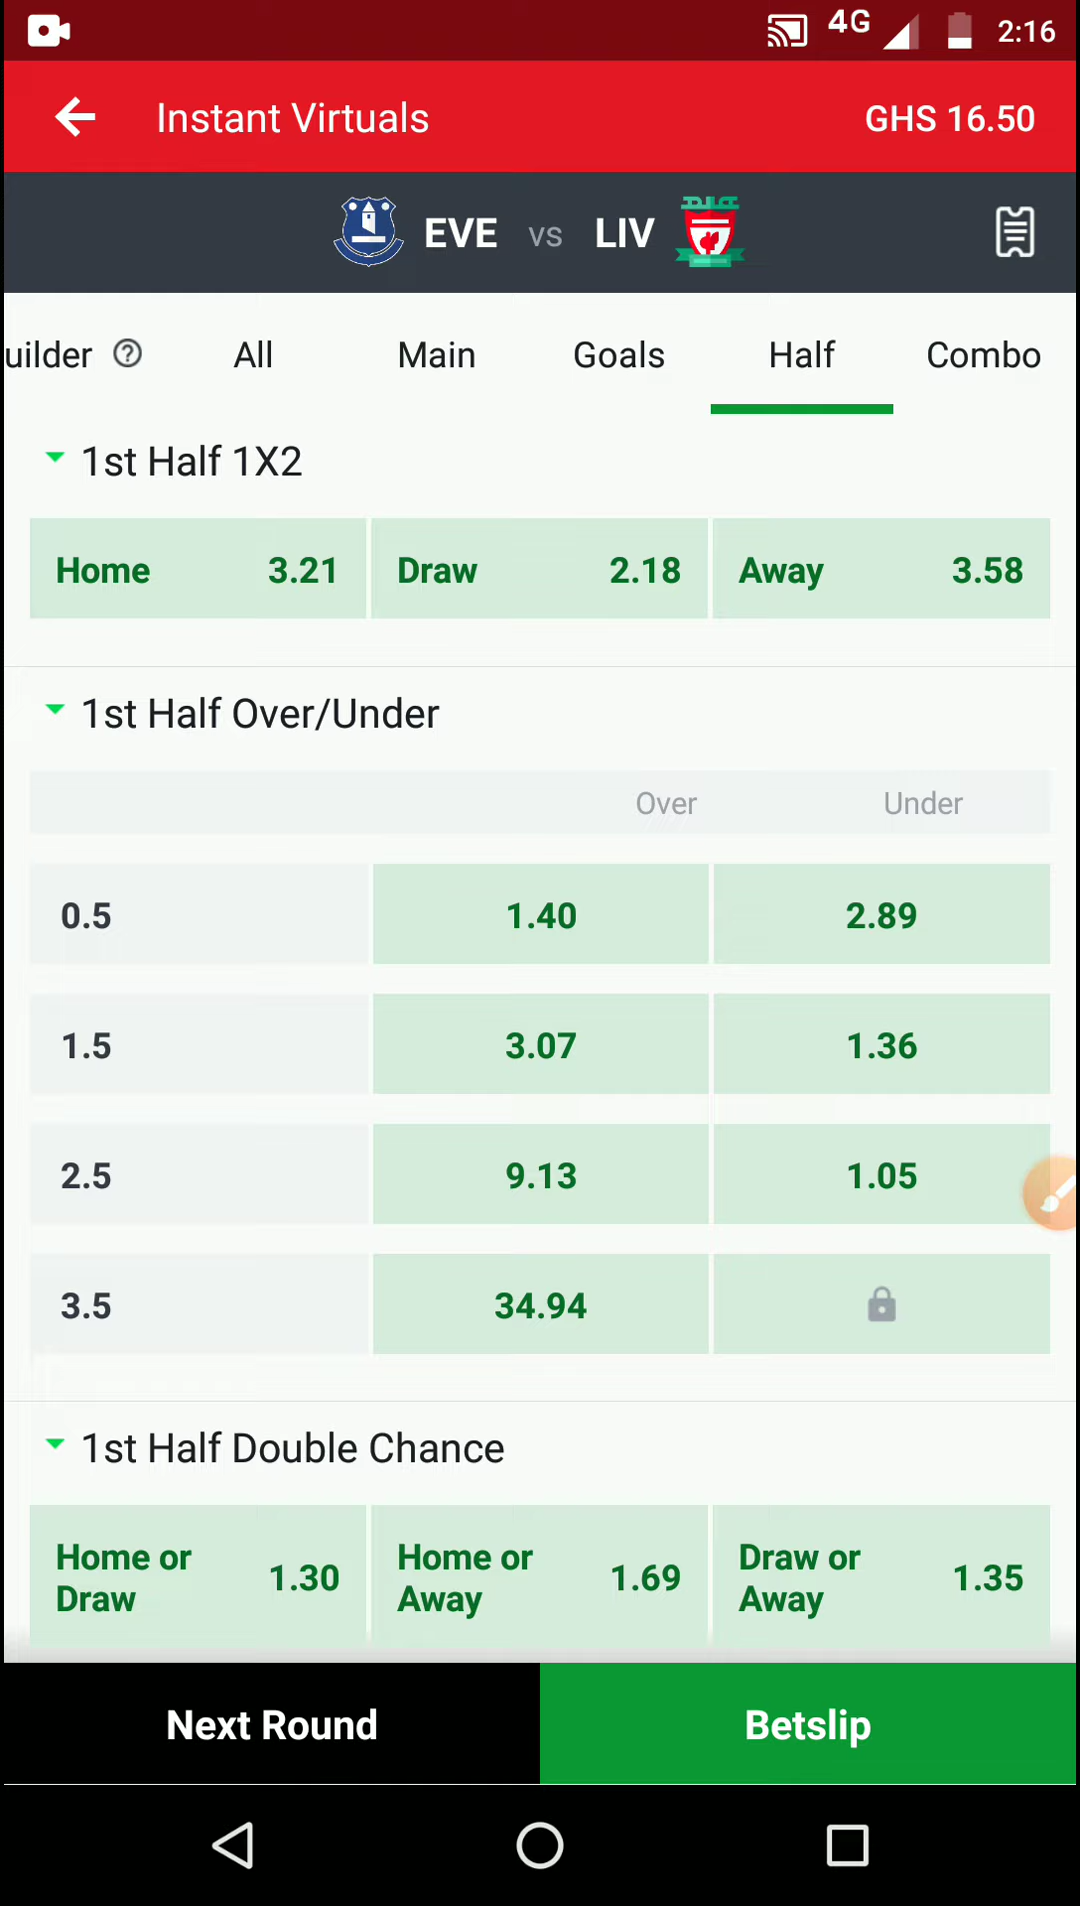 4G 2:16
Instant Virtuals GHS 16.50
EVE vs LIV
uilder ? All Main Goals Half Combo
1st Half 1X2
Home 3.21 Draw 2.18 Away 3.58
1st Half Over/Under
Over Under
0.5 1.40 2.89
1.5 3.07 1.36
2.5 9.13 1.05
3.5 34.94
1st Half Double Chance
Home or Draw 1.30 Home or Away 1.69 Draw or Away 1.35
Next Round Betslip